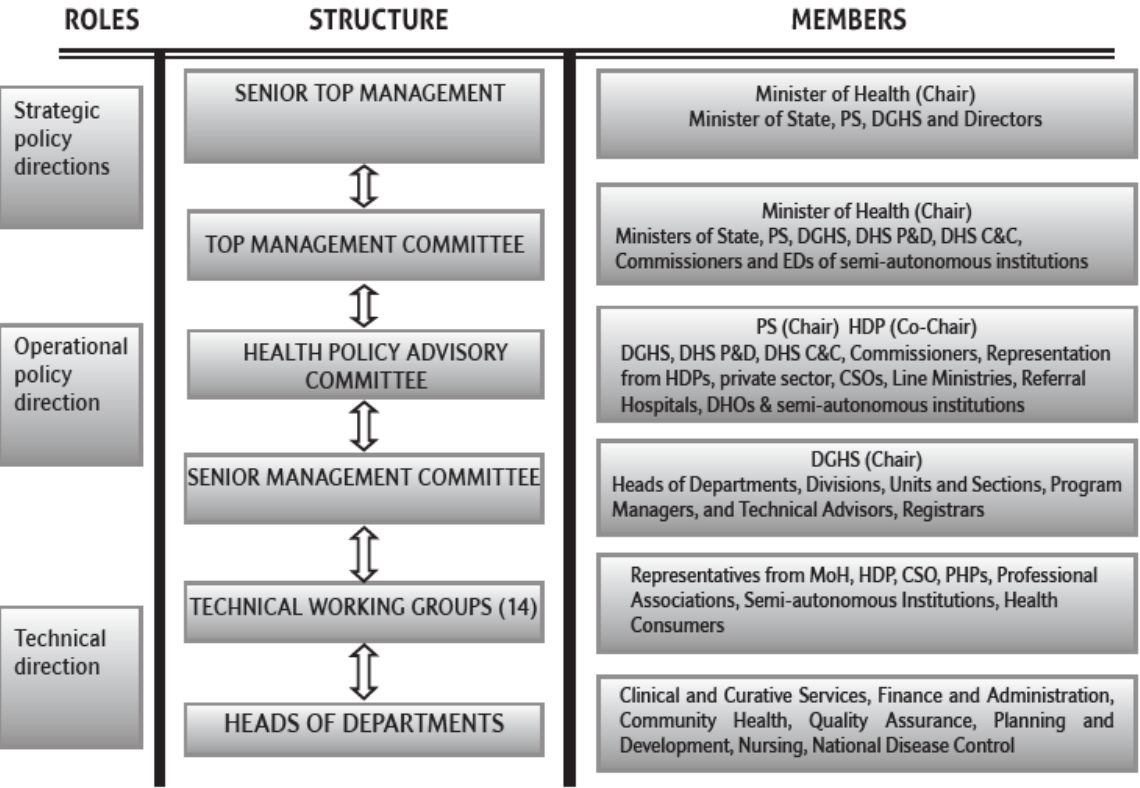 ROLES
STRUCTURE
MEMBERS
Strategic
policy
directions
SENIOR TOP MANAGEMENT
Minister of Health (Chair)
Minister of State, PS, DGHS and Directors
TOP MANAGEMENT COMMITTEE
Minister of Health (Chair)
Ministers of State, PS, DGHS, DHS P&D, DHS C&C,
Commissioners and EDs of semi-autonomous institutions
Operational
policy
direction
HEALTH POLICY ADVISORY
COMMITTEE
PS (Chair) HDP (Co-Chair)
DGHS, DHS P&D, DHS C&C, Commissioners, Representation
from HDPs, private sector, CSOs, Line Ministries, Referral
Hospitals, DHOs & semi-autonomous institutions
SENIOR MANAGEMENT COMMITTEE
DGHS (Chair)
Heads of Departments, Divisions, Units and Sections, Program
Managers, and Technical Advisors, Registrars
Technical
direction
TECHNICAL WORKING GROUPS (14)
Representatives from MoH, HDP, CSO, PHPs, Professional
Associations, Semi-autonomous Institutions, Health
Consumers
HEADS OF DEPARTMENTS
Clinical and Curative Services, Finance and Administration,
Community Health, Quality Assurance, Planning and
Development, Nursing, National Disease Control